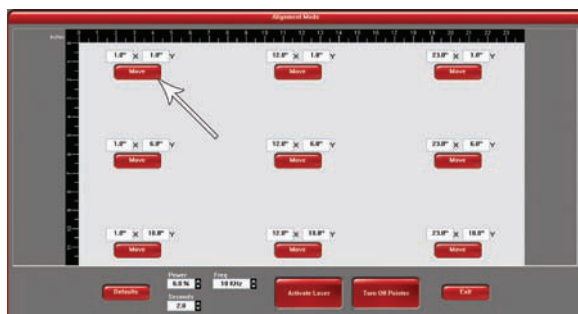 Alignment Mode
Inches 0 1 2 3 4 5 6 7 8 9 10 11 12 13 14 15 16 17 18 19 20 21 22 23
1.0" X 1.0" Y 12.0" X 1.0" Y 23.0" X 1.0" Y
Move Move Move
1.0" X 6.0" Y 12.0" X 6.0" Y 23.0" X 6.0" Y
Move Move Move
1.0" X 10.0" Y 12.0" X 10.0" Y 23.0" X 10.0" Y
Move Move Move
Power Freq
6.0 % 10 KHz
Defaults Activate Laser Turn Off Pointer Exit
Seconds
2.0